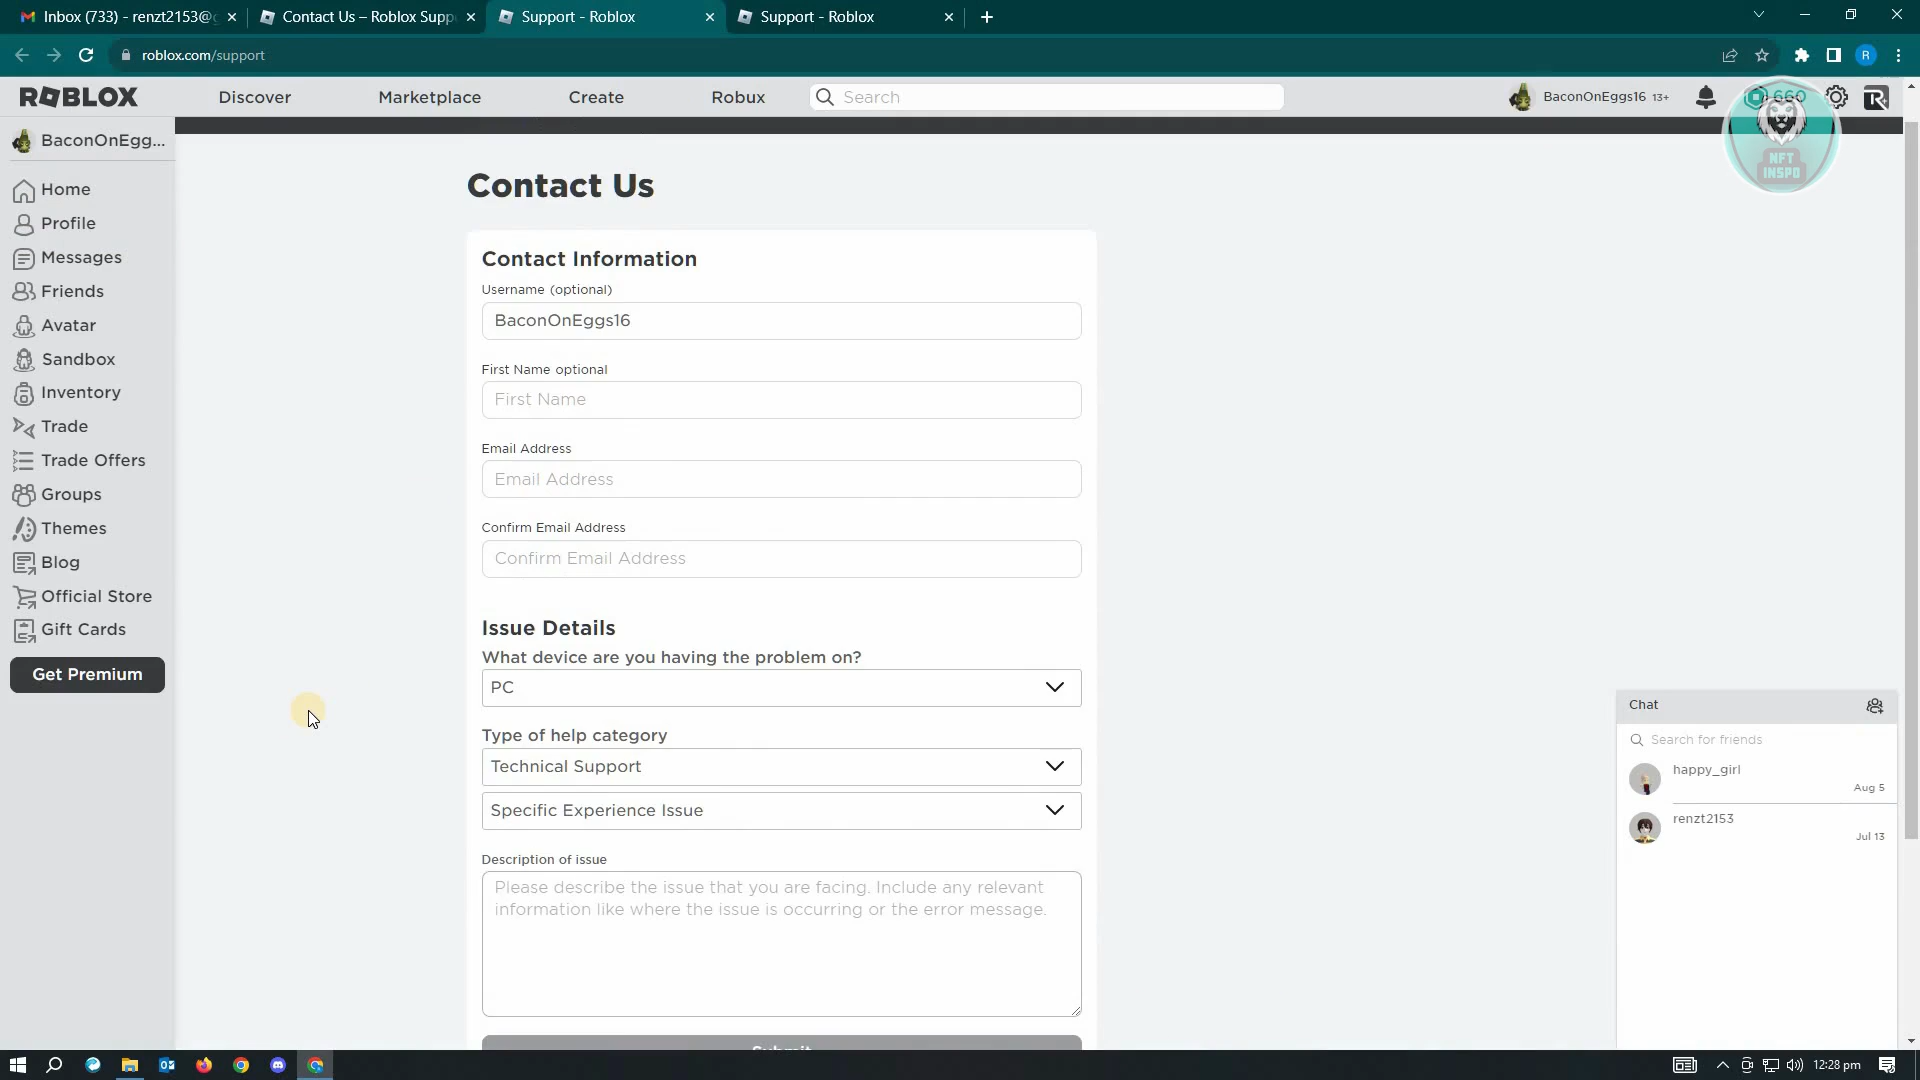 Inbox (733) - renzt2153@g
Contact Us – Roblox Supp
Support - Roblox
Support - Roblox
roblox.com/support
R
ROBLOX
Discover
Marketplace
Create
Robux
Search
BaconOnEggs16 13+
660
NFT
INSPO
BaconOnEgg...
Home
Profile
Messages
Friends
Avatar
Sandbox
Inventory
Trade
Trade Offers
Groups
Themes
Blog
Official Store
Gift Cards
Get Premium
Contact Us
Contact Information
Username (optional)
BaconOnEggs16
First Name optional
First Name
Email Address
Email Address
Confirm Email Address
Confirm Email Address
Issue Details
What device are you having the problem on?
PC
Type of help category
Technical Support
Specific Experience Issue
Description of issue
Please describe the issue that you are facing. Include any relevant
information like where the issue is occurring or the error message.
Submit
Chat
Search for friends
happy_girl
Aug 5
renzt2153
Jul 13
12:28 pm